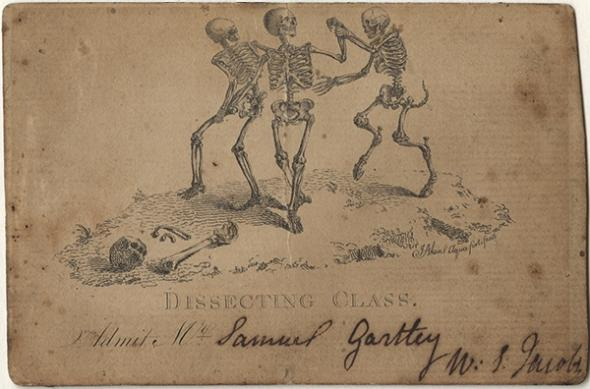 DISSECTING CLASS.
Admit Mr. Samuel Gartley
W. S. Jacobs